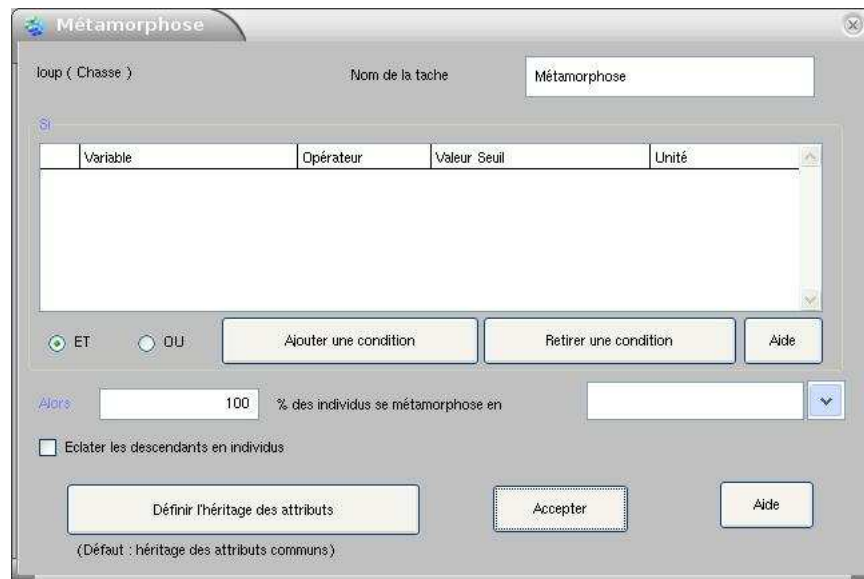 Métamorphose
loup ( Chasse )
Nom de la tache
Métamorphose
Si
Variable
Opérateur
Valeur Seuil
Unité
ET
OU
Ajouter une condition
Retirer une condition
Aide
Alors
100
% des individus se métamorphose en
Eclater les descendants en individus
Définir l'héritage des attributs
Accepter
Aide
(Défaut : héritage des attributs communs)